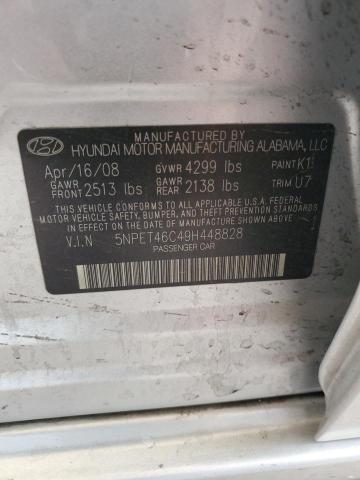 MANUFACTURED BY
HYUNDAI MOTOR MANUFACTURING ALABAMA, LLC
Apr/16/08 GVWR 4299 lbs PAINT K1
GAWR FRONT 2513 lbs GAWR REAR 2138 lbs TRIM U7
THIS VEHICLE CONFORMS TO ALL APPLICABLE U.S.A. FEDERAL
MOTOR VEHICLE SAFETY, BUMPER, AND THEFT PREVENTION
STANDARDS IN EFFECT ON THE DATE OF MANUFACTURE SHOWN ABOVE.
V.I.N 5NPET46C49H448828
PASSENGER CAR